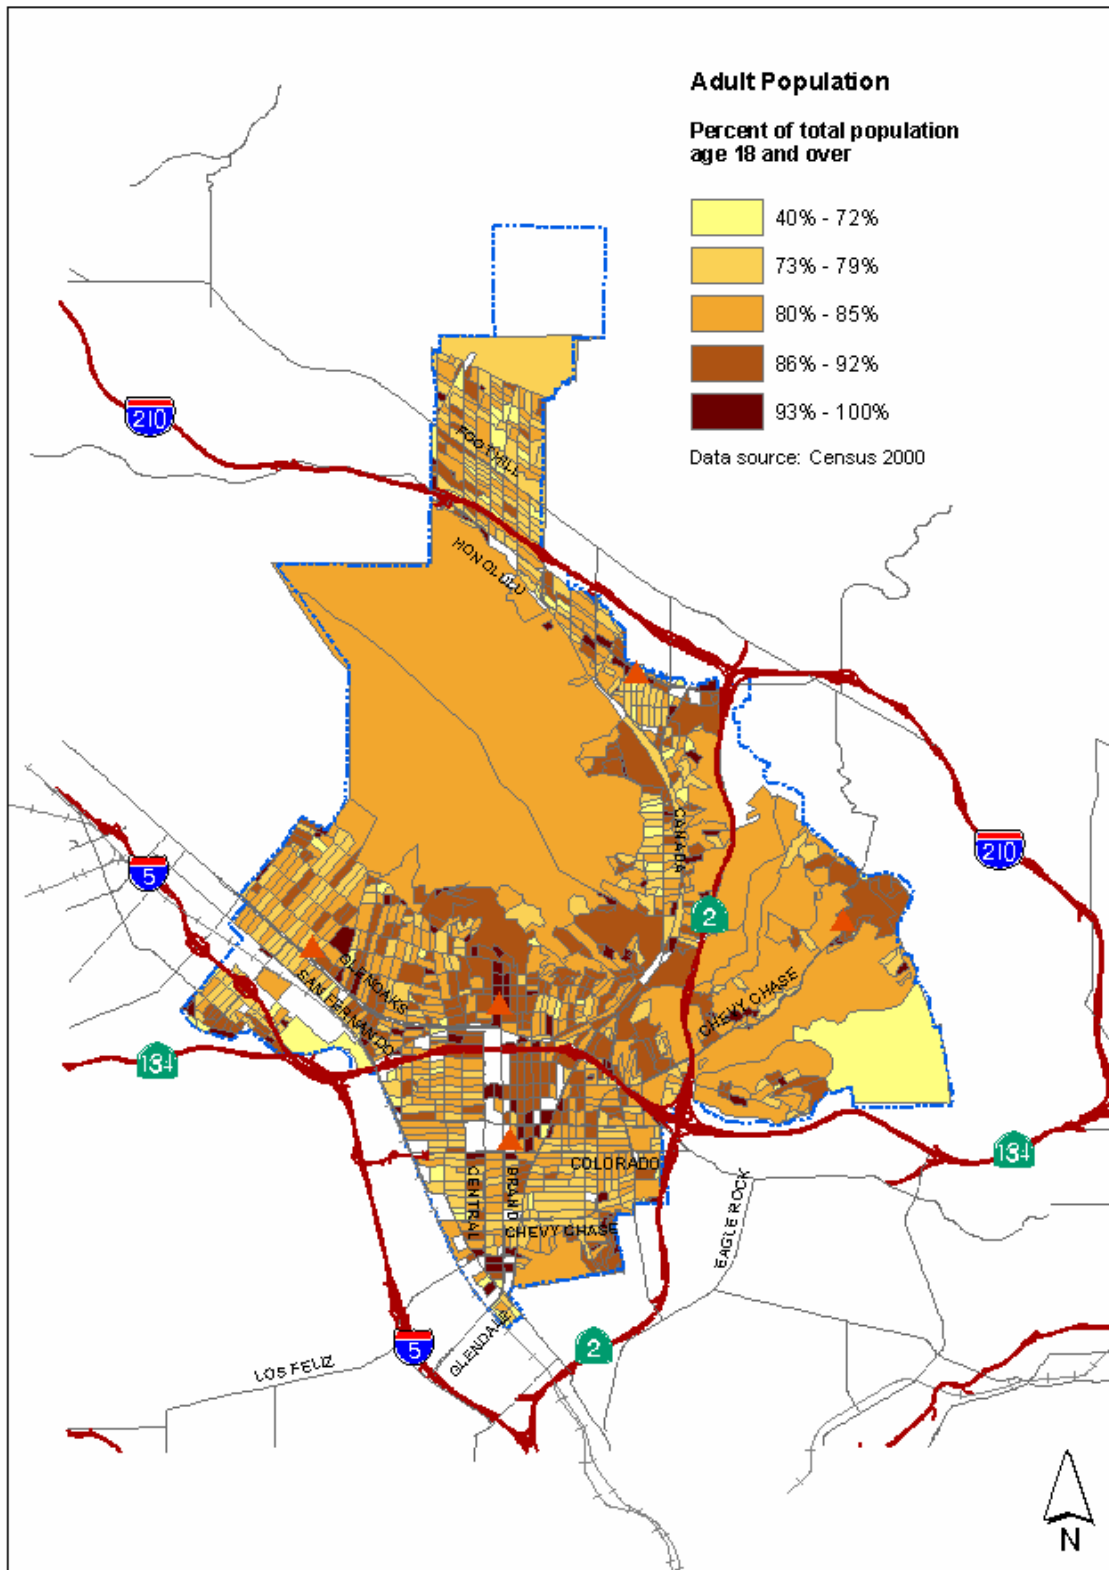 Adult Population
Percent of total population
age 18 and over
40% - 72%
73% - 79%
80% - 85%
86% - 92%
93% - 100%
Data source: Census 2000
210
FOOTHILL
HONOLULU
CANADA
5
2
210
GLENOAKS
SAN FERNANDO
CHEVY CHASE
134
134
COLORADO
CENTRAL
BRAND
CHEVY CHASE
EAGLE ROCK
GLENDALE
5
2
LOS FELIZ
N